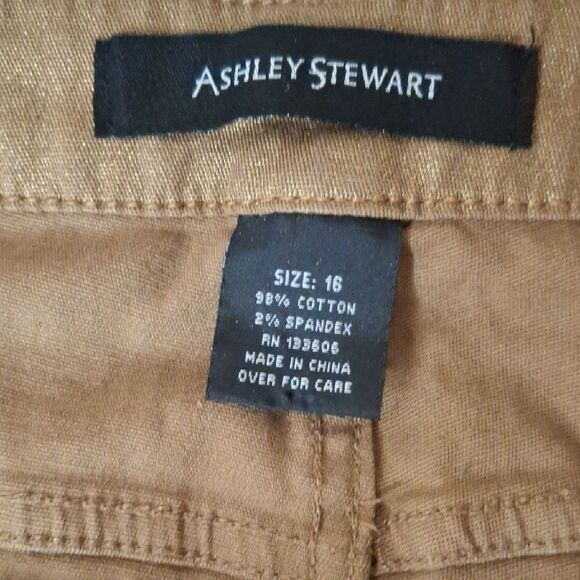 ASHLEY STEWART
SIZE: 16
98% COTTON
2% SPANDEX
RN 133606
MADE IN CHINA
OVER FOR CARE